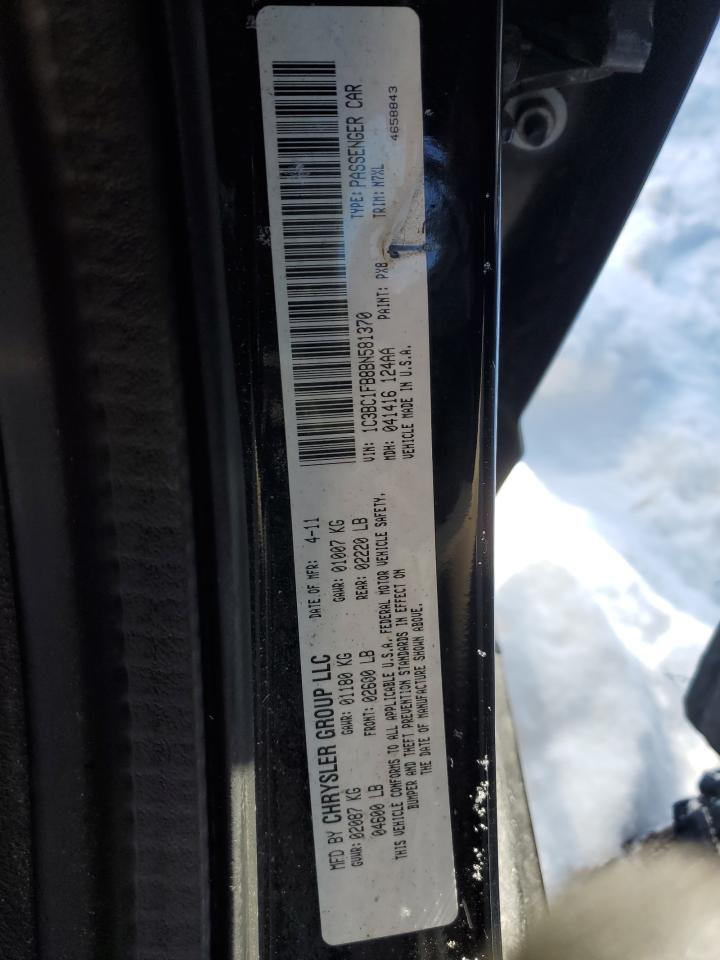 MFD BY CHRYSLER GROUP LLC DATE OF MFR: 4-11
GVWR: 02087 KG GAWR: 01180 KG GAWR: 01007 KG
04600 LB FRONT: 02600 LB REAR: 02220 LB
THIS VEHICLE CONFORMS TO ALL APPLICABLE U.S.A. FEDERAL MOTOR VEHICLE SAFETY,
BUMPER AND THEFT PREVENTION STANDARDS IN EFFECT ON
THE DATE OF MANUFACTURE SHOWN ABOVE.
VIN: 1C3BC1FB8BN581370 TYPE: PASSENGER CAR
MDH: 041416 124AA PAINT: PX8 TRIM: M7XL
VEHICLE MADE IN U.S.A.
4658843